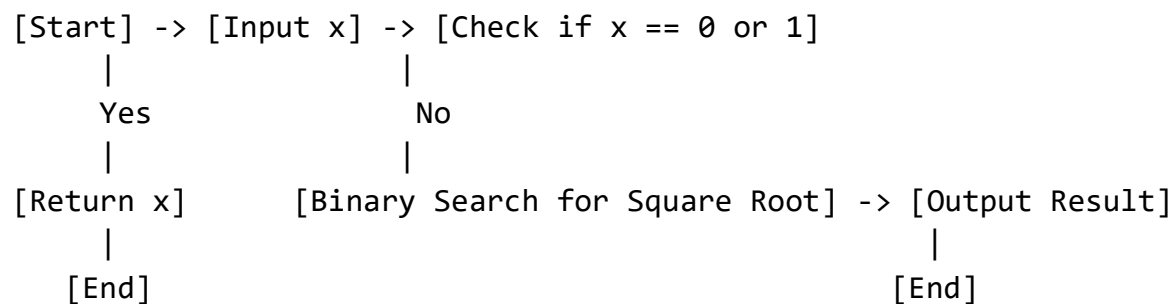 [Start] -> [Input x] -> [Check if x == 0 or 1]
| |
Yes No
| |
[Return x] [Binary Search for Square Root] -> [Output Result]
| |
[End] [End]